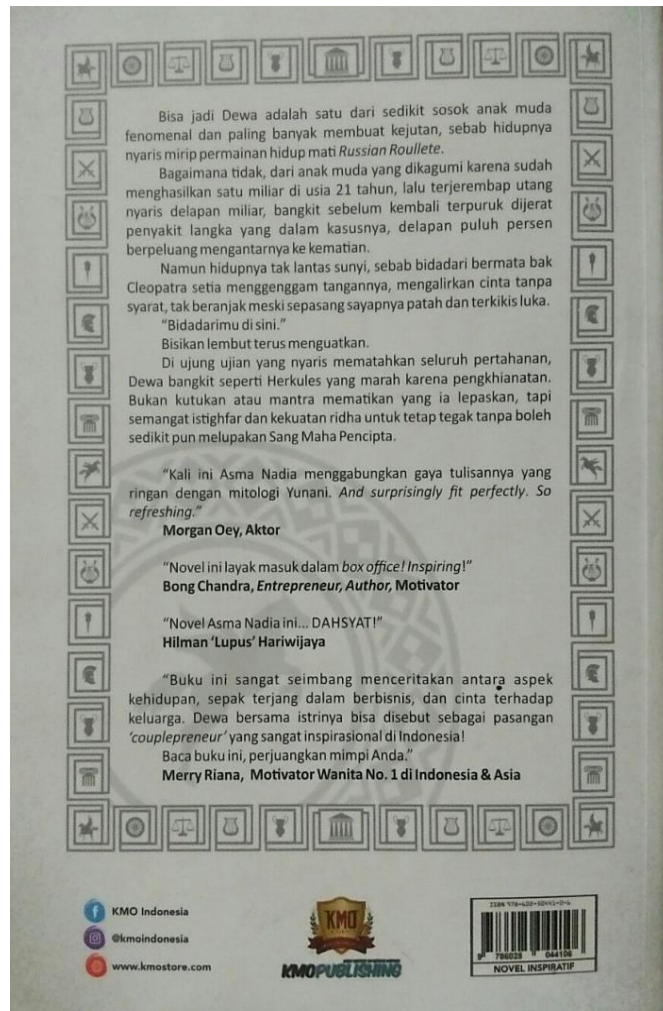 Bisa jadi Dewa adalah satu dari sedikit sosok anak muda
fenomenal dan paling banyak membuat kejutan, sebab hidupnya
nyaris mirip permainan hidup mati Russian Roullete.
Bagaimana tidak, dari anak muda yang dikagumi karena sudah
menghasilkan satu miliar di usia 21 tahun, lalu terjerembap utang
nyaris delapan miliar, bangkit sebelum kembali terpuruk dijerat
penyakit langka yang dalam kasusnya, delapan puluh persen
berpeluang mengantarnya ke kematian.
Namun hidupnya tak lantas sunyi, sebab bidadari bermata bak
Cleopatra setia menggenggam tangannya, mengalirkan cinta tanpa
syarat, tak beranjak meski sepasang sayapnya patah dan terkikis luka.
“Bidadarimu di sini.”
Bisikan lembut terus menguatkan.
Di ujung ujian yang nyaris mematahkan seluruh pertahanan,
Dewa bangkit seperti Herkules yang marah karena pengkhianatan.
Bukan kutukan atau mantra mematikan yang ia lepaskan, tapi
semangat istighfar dan kekuatan ridha untuk tetap tegak tanpa boleh
sedikit pun melupakan Sang Maha Pencipta.
“Kali ini Asma Nadia menggabungkan gaya tulisannya yang
ringan dengan mitologi Yunani. And surprisingly fit perfectly. So
refreshing.”
Morgan Oey, Aktor
“Novel ini layak masuk dalam box office! Inspiring!”
Bong Chandra, Entrepreneur, Author, Motivator
“Novel Asma Nadia ini... DAHSYAT!”
Hilman ‘Lupus’ Hariwijaya
“Buku ini sangat seimbang menceritakan antara aspek
kehidupan, sepak terjang dalam berbisnis, dan cinta terhadap
keluarga. Dewa bersama istrinya bisa disebut sebagai pasangan
‘couplepreneur’ yang sangat inspirasional di Indonesia!
Baca buku ini, perjuangkan mimpi Anda.”
Merry Riana, Motivator Wanita No. 1 di Indonesia & Asia
KMO Indonesia
@kmoindonesia
www.kmostore.com
KMO
KMOPUBLISHING
ISBN 978-602-50441-0-6
9 786025 044106
NOVEL INSPIRATIF